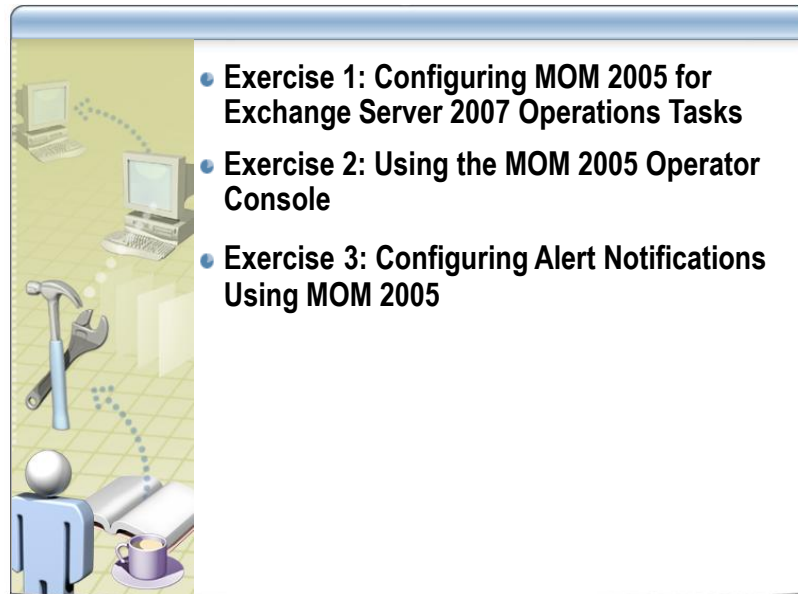 Exercise 1: Configuring MOM 2005 for
Exchange Server 2007 Operations Tasks
Exercise 2: Using the MOM 2005 Operator
Console
Exercise 3: Configuring Alert Notifications
Using MOM 2005